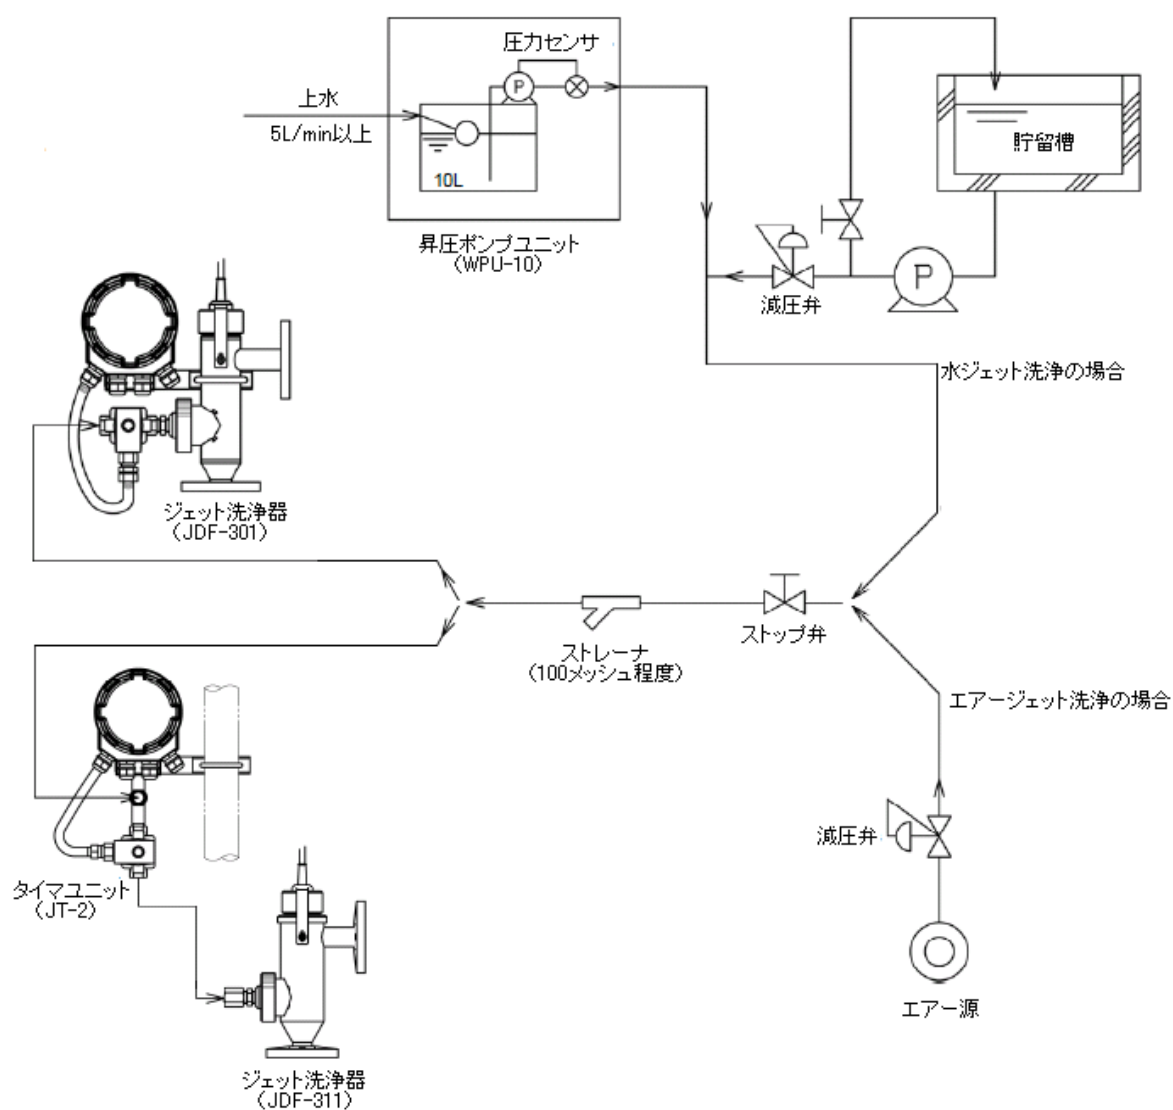 圧力センサ
P
上水
5L/min以上
10L
貯留槽
昇圧ポンプユニット
(WPU-10)
P
減圧弁
水ジェット洗浄の場合
ジェット洗浄器
(JDF-301)
ストップ弁
ストレーナ
(100メッシュ程度)
エアージェット洗浄の場合
減圧弁
タイマユニット
(JT-2)
エアー源
ジェット洗浄器
(JDF-311)